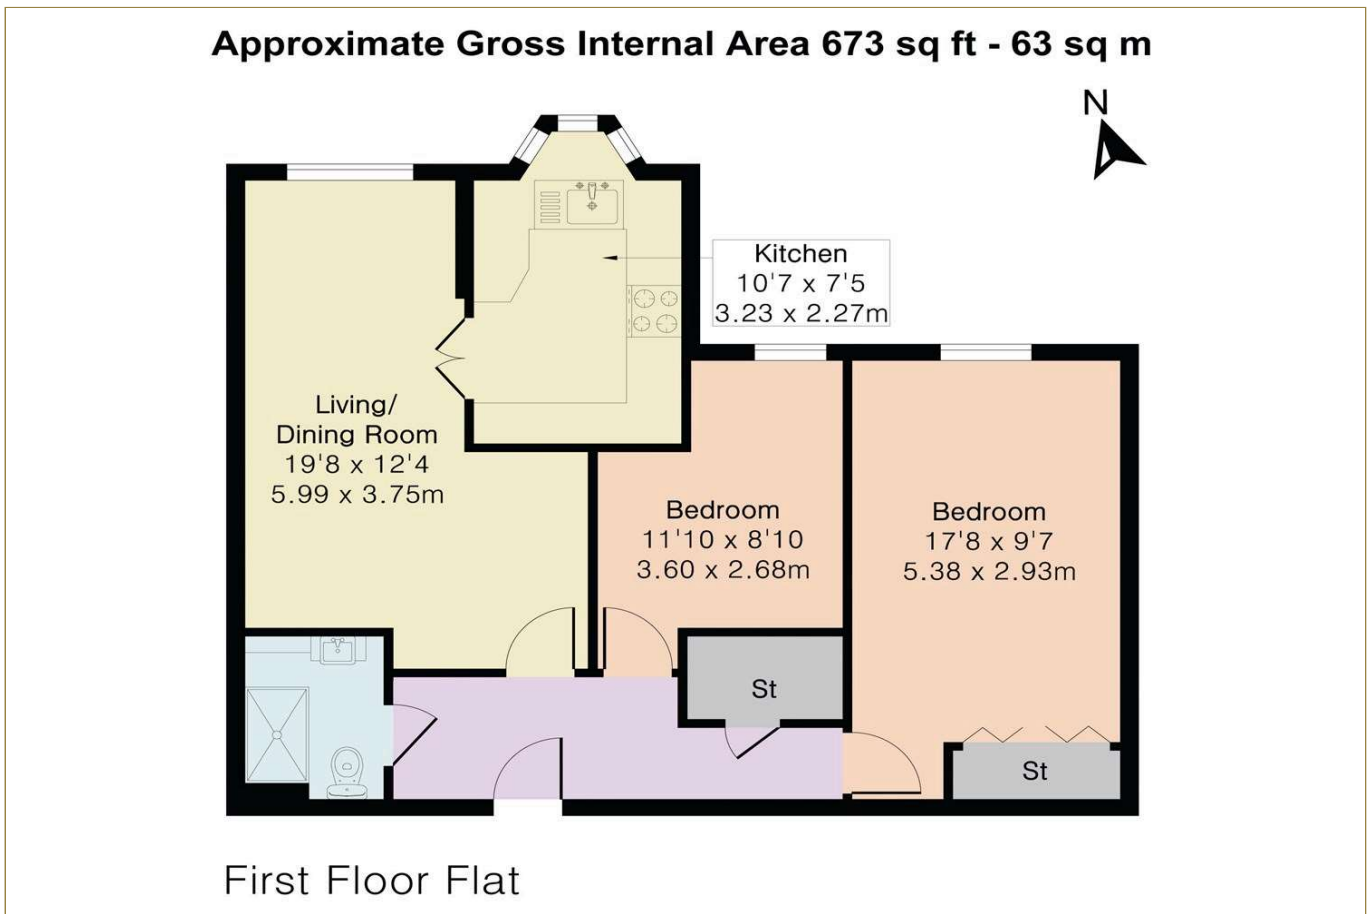 Approximate Gross Internal Area 673 sq ft - 63 sq m
N
Kitchen
10'7 x 7'5
3.23 x 2.27m
Living/
Dining Room
19'8 x 12'4
5.99 x 3.75m
Bedroom
11'10 x 8'10
3.60 x 2.68m
Bedroom
17'8 x 9'7
5.38 x 2.93m
St
St
First Floor Flat